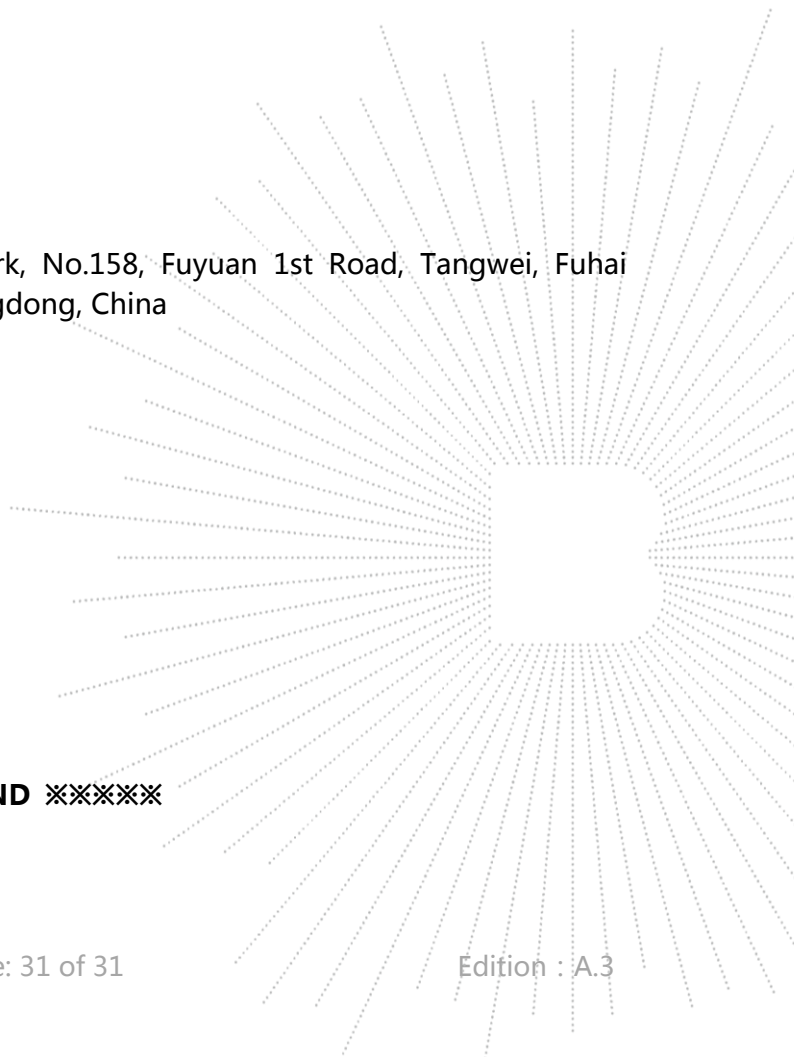 rk, No.158, Fuyuan 1st Road, Tangwei, Fuhai
gdong, China
ND ※※※※※
e: 31 of 31 Edition：A.3